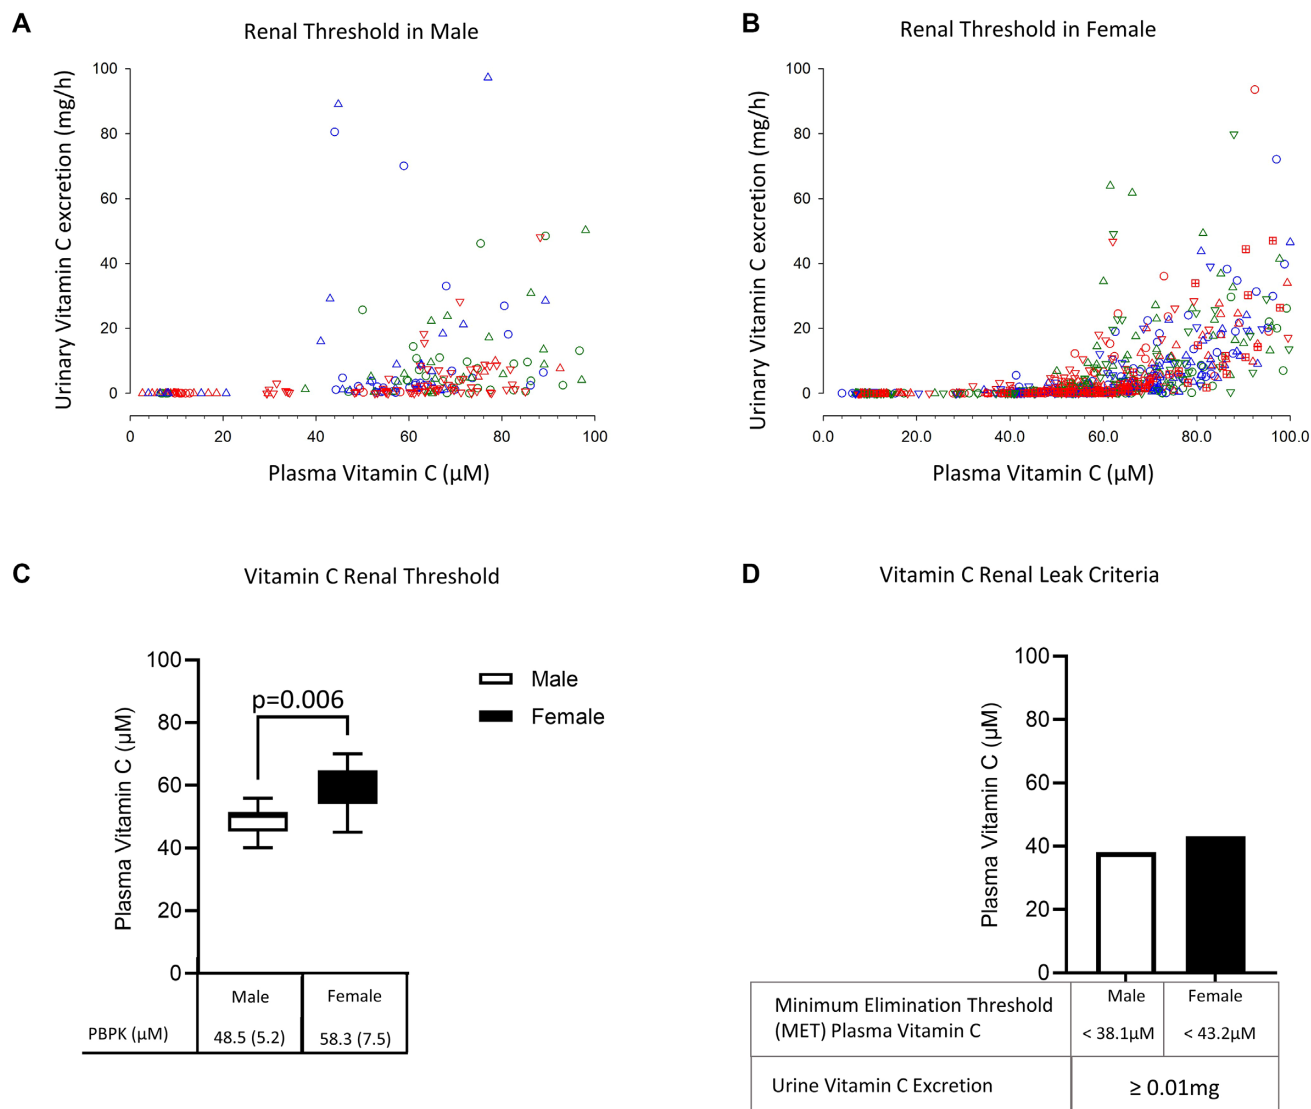 A
Renal Threshold in Male
Urinary Vitamin C excretion (mg/h)
100
80
60
40
20
0
0 20 40 60 80 100
Plasma Vitamin C (µM)
B
Renal Threshold in Female
Urinary Vitamin C excretion (mg/h)
100
80
60
40
20
0
0.0 20.0 40.0 60.0 80.0 100.0
Plasma Vitamin C (µM)
C
Vitamin C Renal Threshold
Plasma Vitamin C (µM)
100
80
60
40
20
0
p=0.006
Male
Female
Male Female
PBPK (µM) 48.5 (5.2) 58.3 (7.5)
D
Vitamin C Renal Leak Criteria
Plasma Vitamin C (µM)
100
80
60
40
20
0
Male Female
Minimum Elimination Threshold
(MET) Plasma Vitamin C
< 38.1µM < 43.2µM
Urine Vitamin C Excretion ≥ 0.01mg